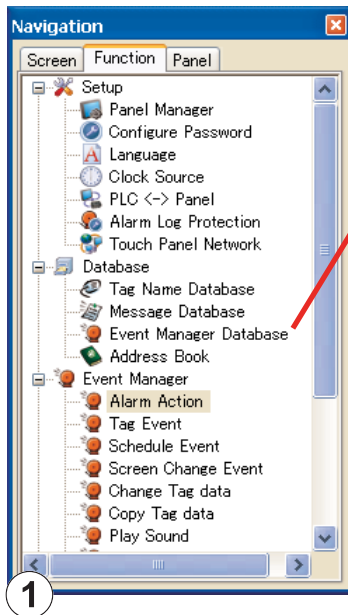 Navigation
Screen Function Panel
Setup
Panel Manager
Configure Password
Language
Clock Source
PLC <-> Panel
Alarm Log Protection
Touch Panel Network
Database
Tag Name Database
Message Database
Event Manager Database
Address Book
Event Manager
Alarm Action
Tag Event
Schedule Event
Screen Change Event
Change Tag data
Copy Tag data
Play Sound
1